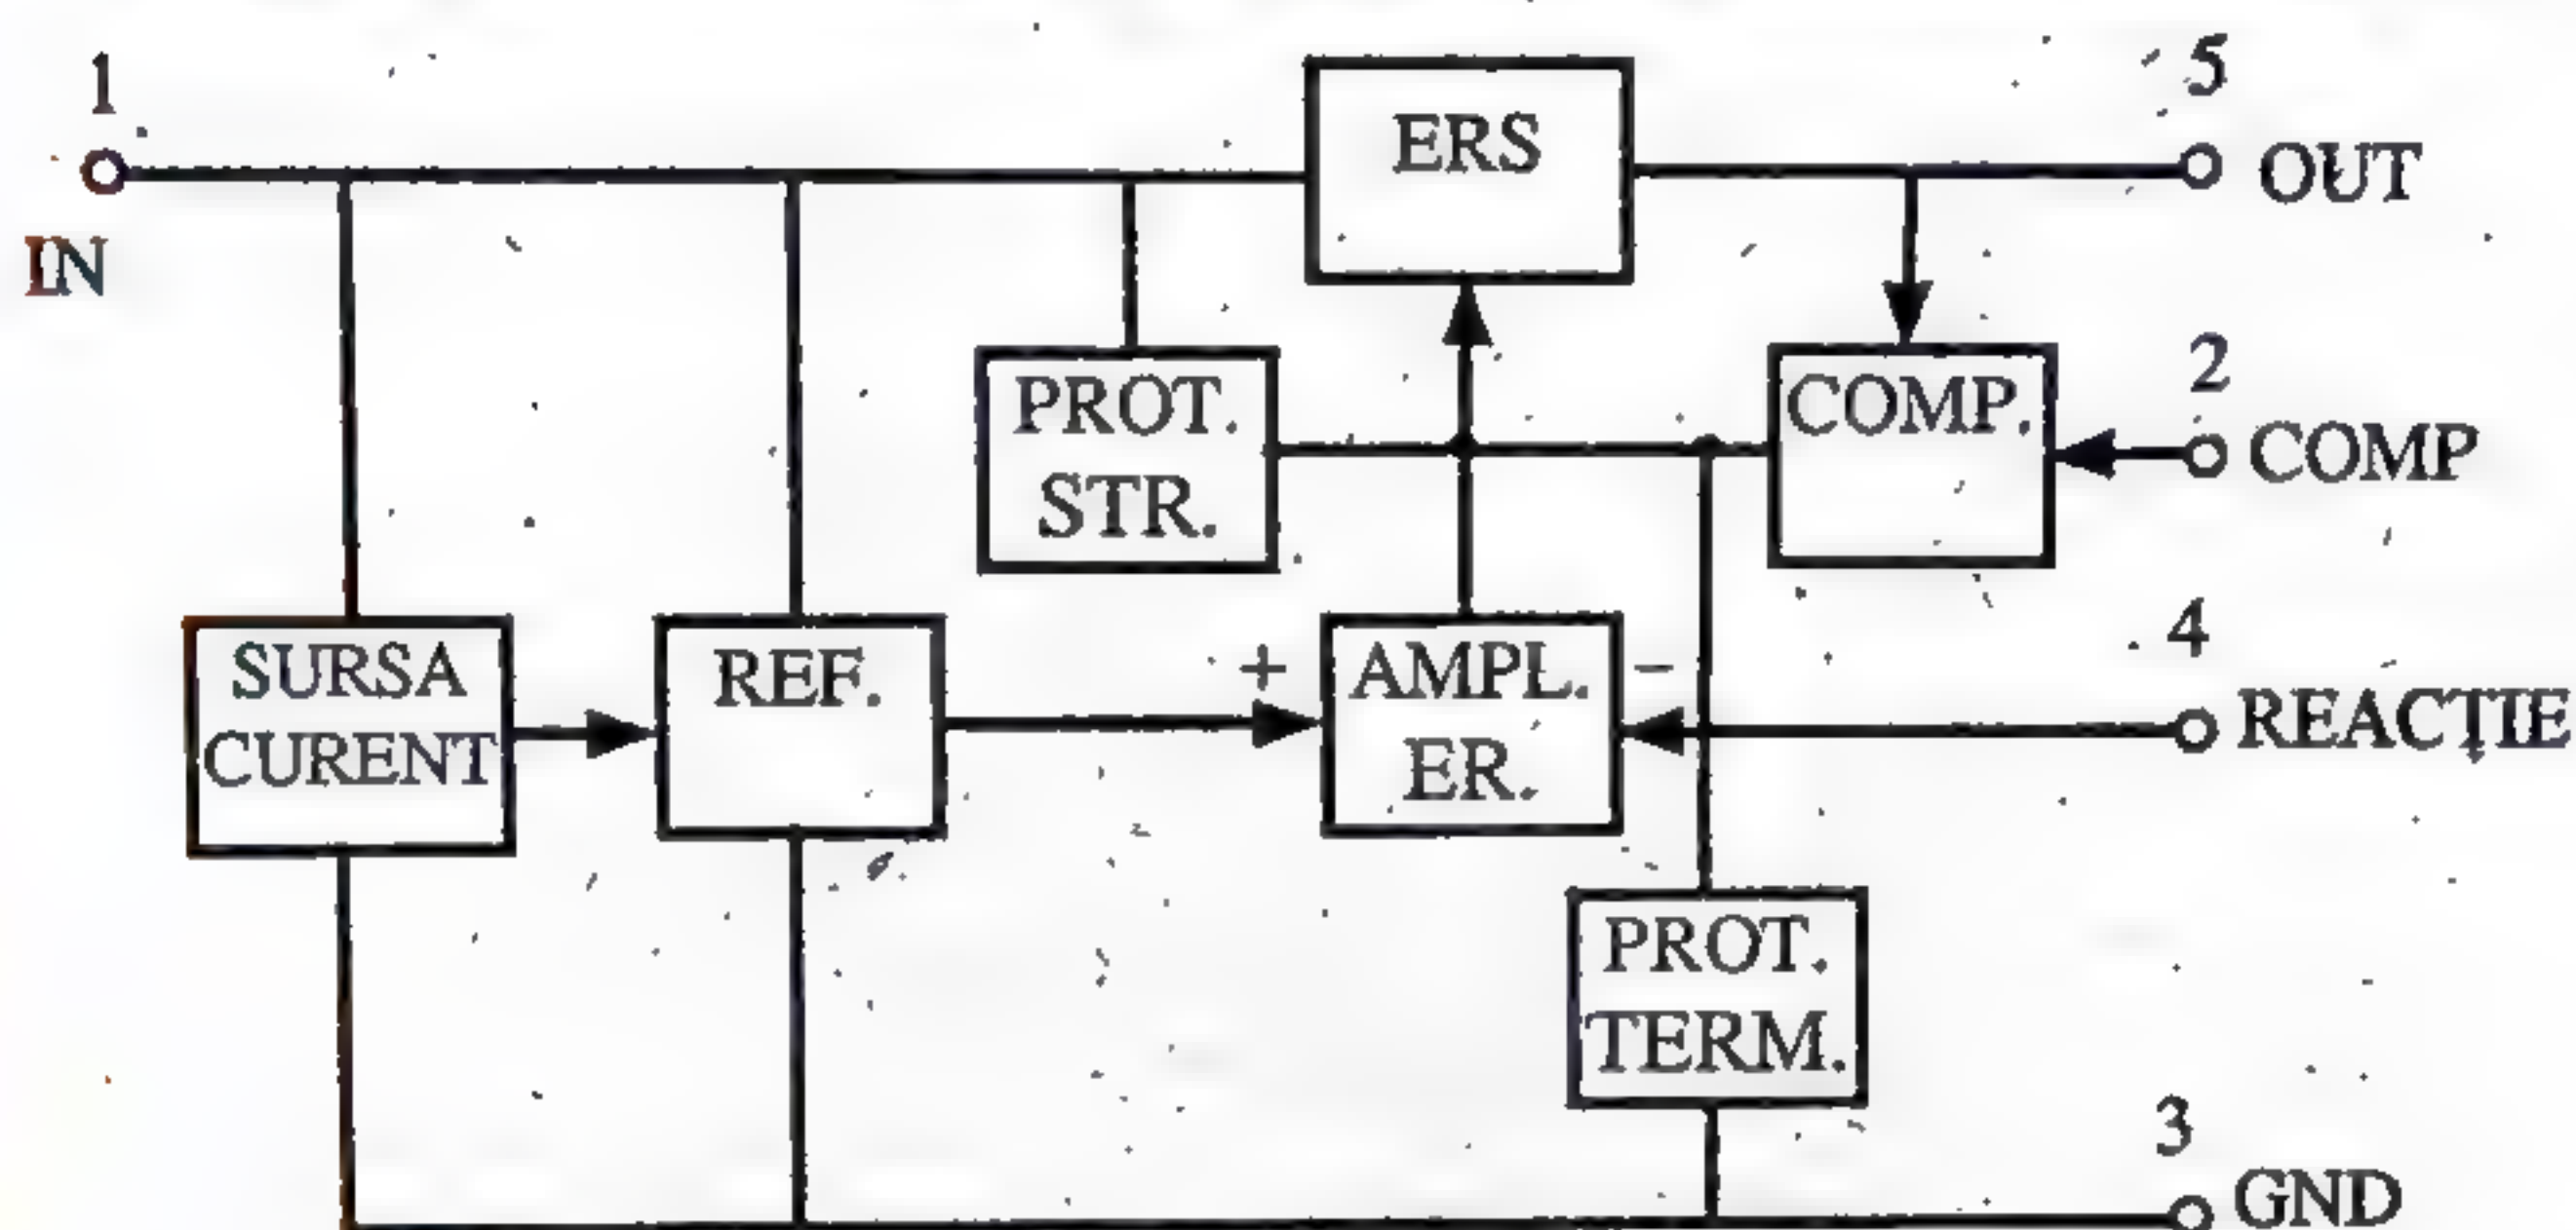 1
IN
ERS
5
OUT
PROT.
STR.
COMP.
2
COMP
SURSA
CURENT
REF.
+
AMPL.
ER.
−
4
REACȚIE
PROT.
TERM.
3
GND